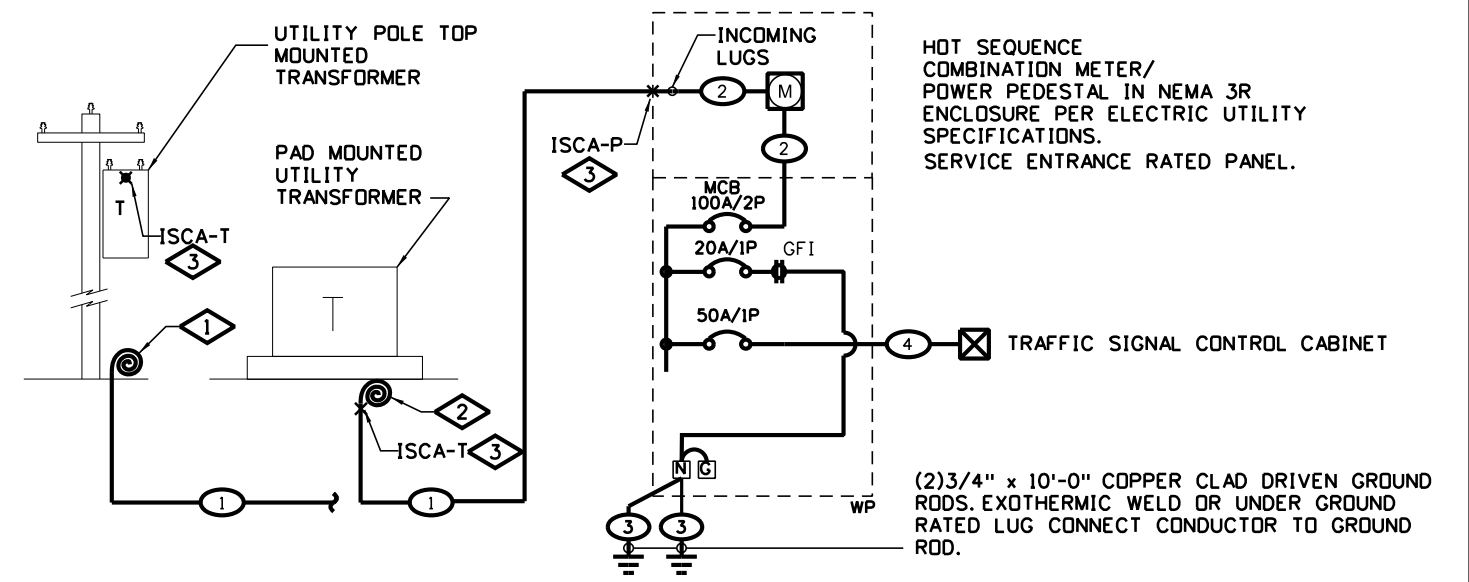 UTILITY POLE TOP
MOUNTED
TRANSFORMER
T
ISCA-T
3
1
PAD MOUNTED
UTILITY
TRANSFORMER
T
2
ISCA-T
3
1
1
INCOMING
LUGS
2
M
ISCA-P
3
2
MCB
100A/2P
20A/1P
GFI
50A/1P
4
TRAFFIC SIGNAL CONTROL CABINET
N
G
WP
3
3
HOT SEQUENCE
COMBINATION METER/
POWER PEDESTAL IN NEMA 3R
ENCLOSURE PER ELECTRIC UTILITY
SPECIFICATIONS.
SERVICE ENTRANCE RATED PANEL.
(2)3/4" x 10'-0" COPPER CLAD DRIVEN GROUND
RODS. EXOTHERMIC WELD OR UNDER GROUND
RATED LUG CONNECT CONDUCTOR TO GROUND
ROD.